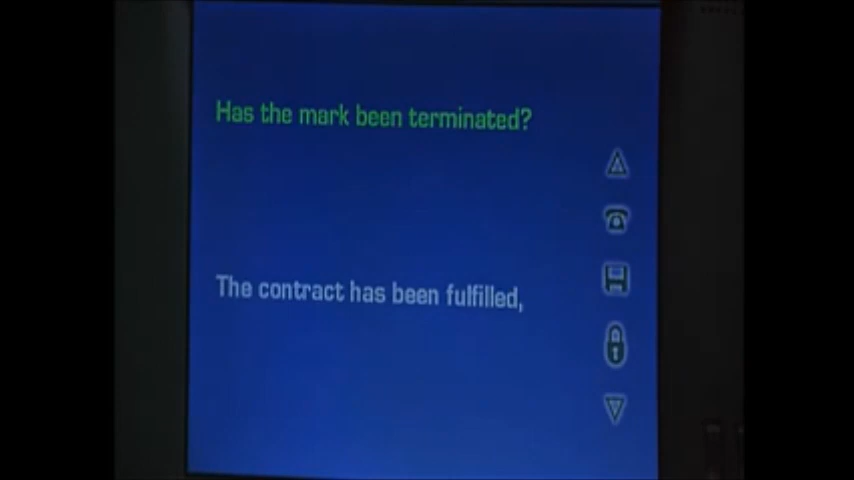 Has the mark been terminated?
The contract has been fulfilled,